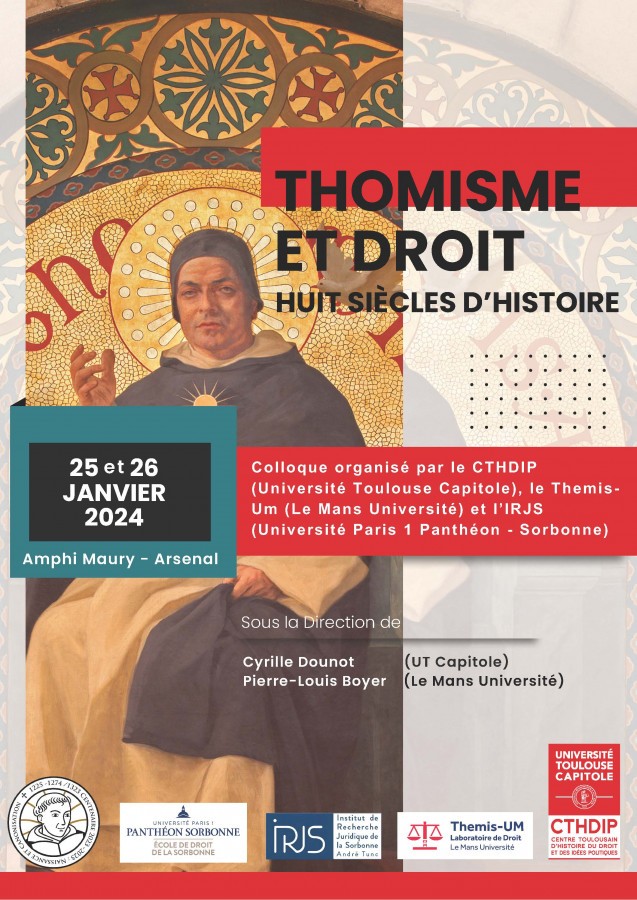 THOMISME
ET DROIT
HUIT SIÈCLES D'HISTOIRE
25 et 26
JANVIER
2024
Amphi Maury - Arsenal
Colloque organisé par le CTHDIP
(Université Toulouse Capitole), le Themis-
Um (Le Mans Université) et l'IRJS
(Université Paris 1 Panthéon - Sorbonne)
Sous la Direction de
Cyrille Dounot (UT Capitole)
Pierre-Louis Boyer (Le Mans Université)
UNIVERSITÉ
TOULOUSE
CAPITOLE
CTHDIP
CENTRE TOULOUSAIN
D'HISTOIRE DU DROIT
ET DES IDÉES POLITIQUES
UNIVERSITÉ PARIS 1
PANTHÉON SORBONNE
ÉCOLE DE DROIT
DE LA SORBONNE
IRJS
Institut de
Recherche
Juridique de
la Sorbonne
André Tunc
Themis-UM
Laboratoire de Droit
Le Mans Université